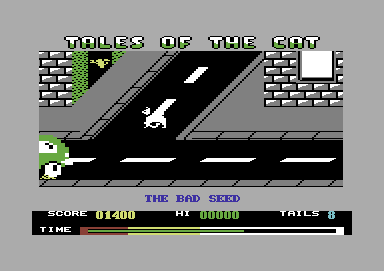 TALES OF THE CAT
THE BAD SEED
SCORE 01400 HI 00000 TAILS 8
TIME